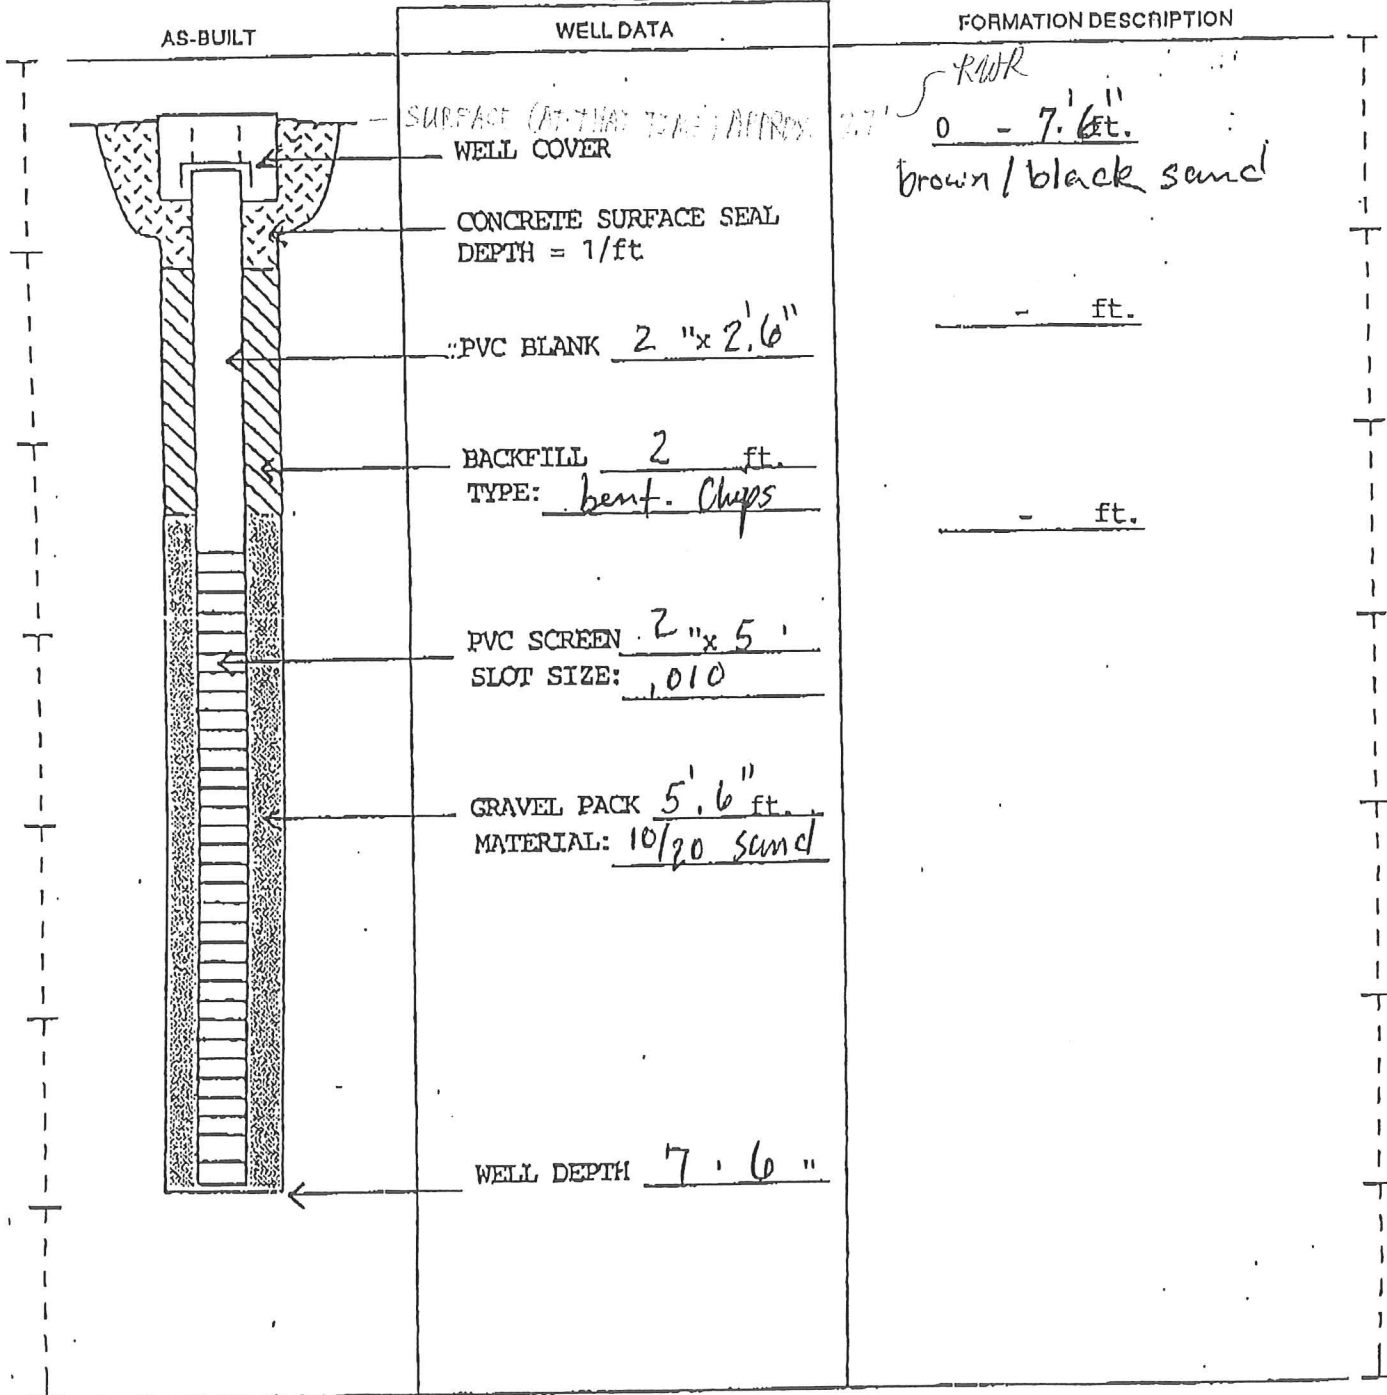 AS-BUILT
WELL DATA
FORMATION DESCRIPTION
RWR
SURFACE (AT THAT TIME) APPROX.
0 - 7'6" ft.
brown/black sand
WELL COVER
CONCRETE SURFACE SEAL
DEPTH = 1/ft
- ft.
PVC BLANK 2 "x 2'6"
BACKFILL 2 ft.
TYPE: bent. Chips
- ft.
PVC SCREEN 2 "x 5 '
SLOT SIZE: .010
GRAVEL PACK 5'6" ft.
MATERIAL: 10/20 sand
WELL DEPTH 7 ' 6 "